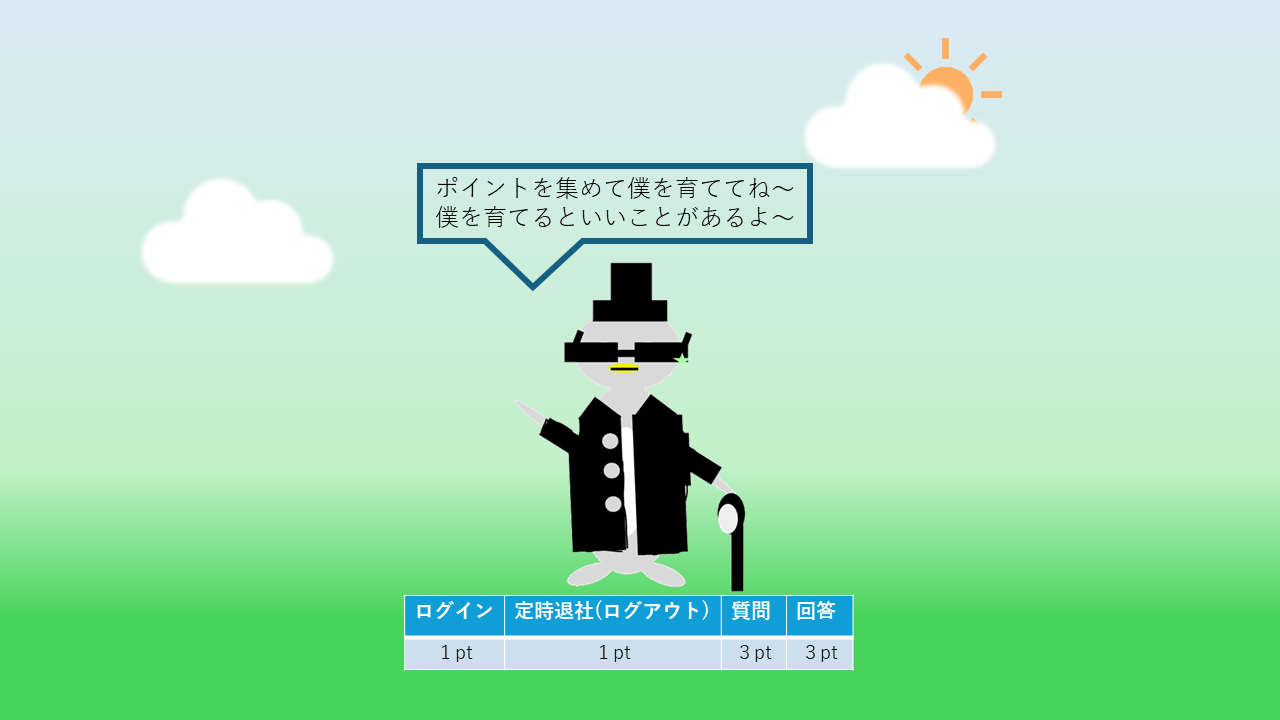 ポイントを集めて僕を育ててね～
僕を育てるといいことがあるよ～
ログイン 定時退社(ログアウト) 質問 回答
1 pt 1 pt 3 pt 3 pt